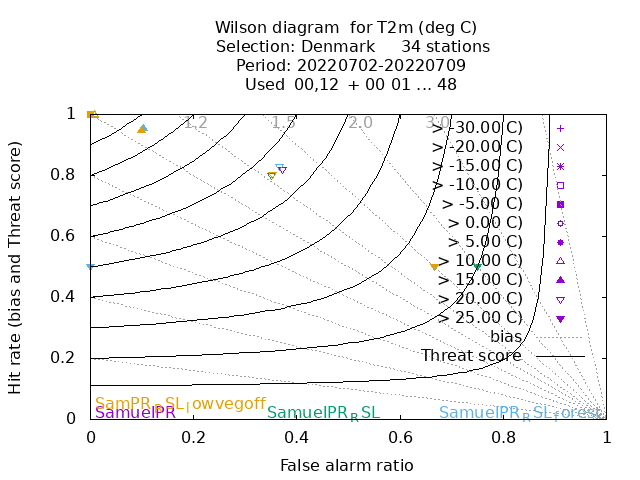 Wilson diagram for T2m (deg C)
Selection: Denmark 34 stations
Period: 20220702-20220709
Used 00,12 + 00 01 ... 48
1.2 1.5 2.0 3.0
> -30.00 C)
> -20.00 C)
> -15.00 C)
> -10.00 C)
> -5.00 C)
> 0.00 C)
> 5.00 C)
> 10.00 C)
> 15.00 C)
> 20.00 C)
> 25.00 C)
bias
Threat score
1
0.8
0.6
0.4
0.2
0
Hit rate (bias and Threat score)
SamPR_RSL_lowvegoff
SamuelPR
SamuelPR_RSL
SamuelPR_RSL_forest
0 0.2 0.4 0.6 0.8 1
False alarm ratio